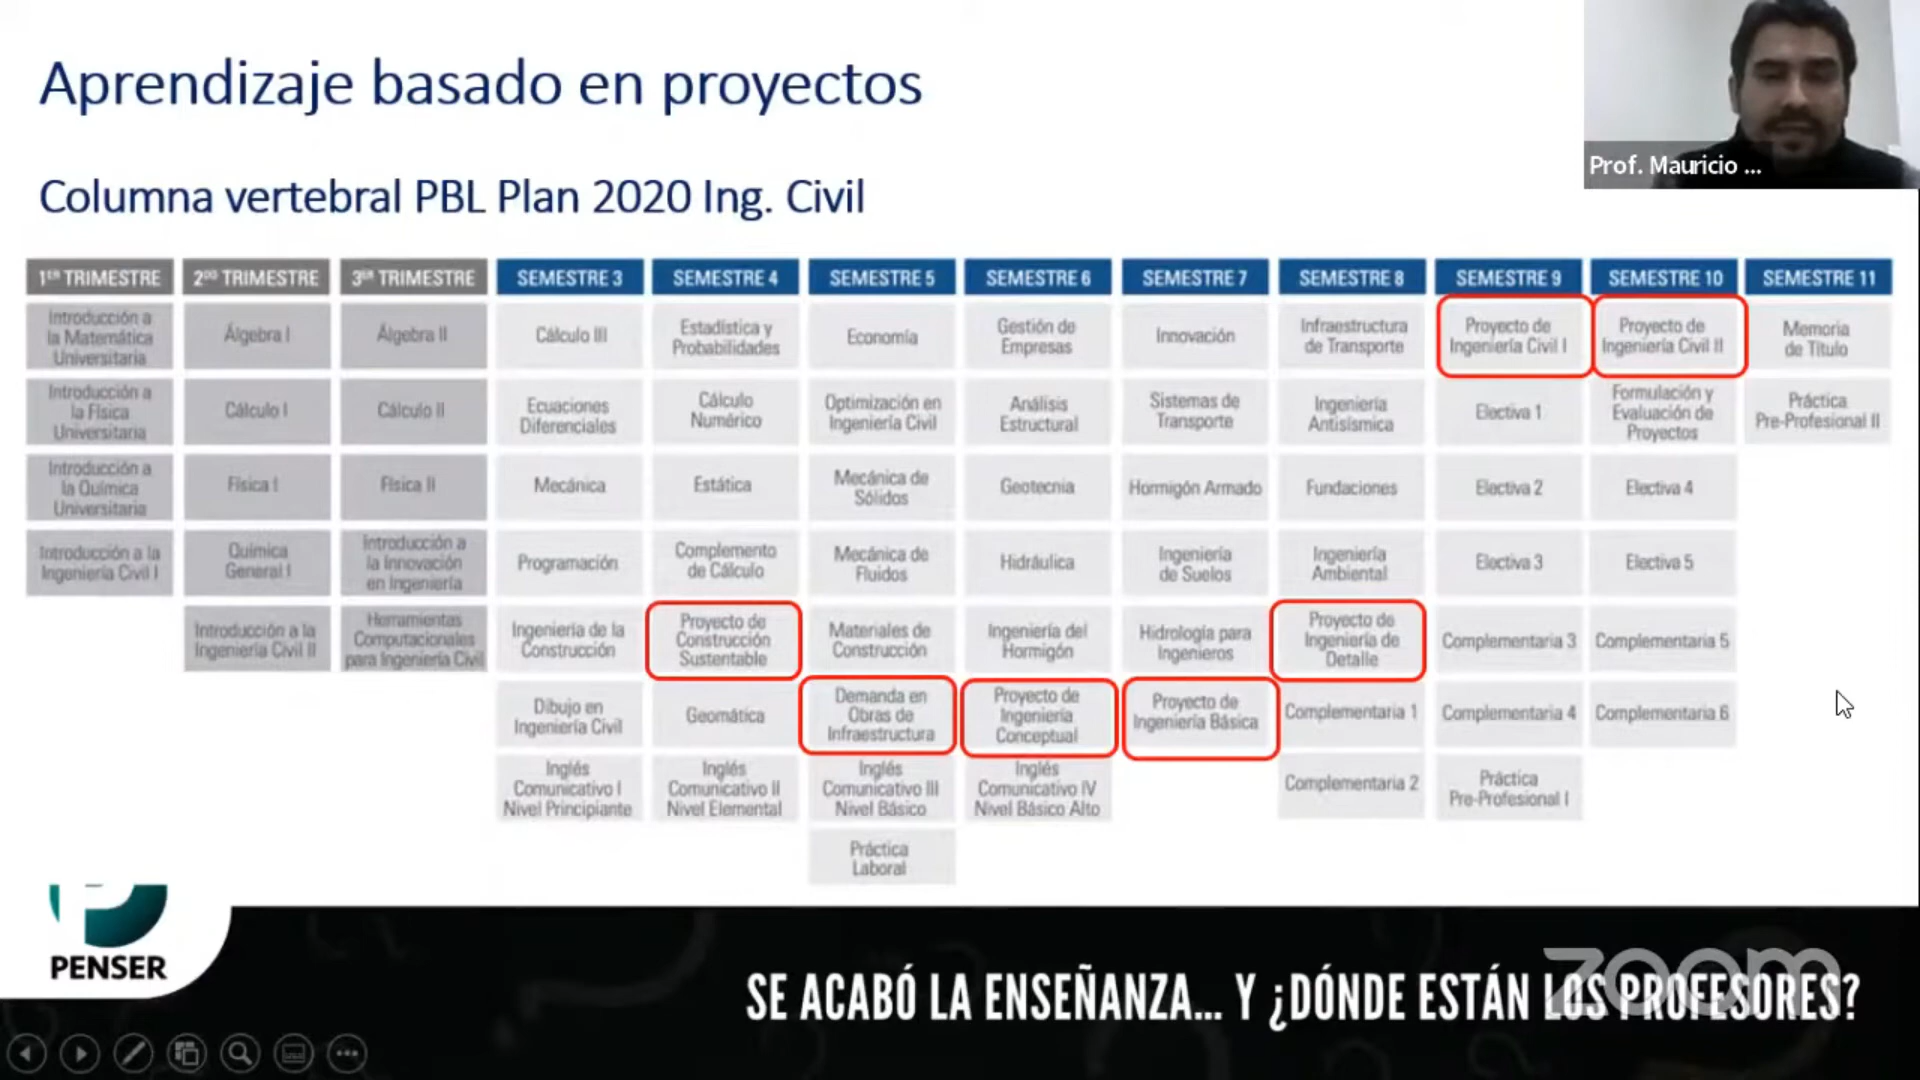 Aprendizaje basado en proyectos
Prof. Mauricio ...
Columna vertebral PBL Plan 2020 Ing. Civil
1ER TRIMESTRE
2DO TRIMESTRE
3ER TRIMESTRE
SEMESTRE 3
SEMESTRE 4
SEMESTRE 5
SEMESTRE 6
SEMESTRE 7
SEMESTRE 8
SEMESTRE 9
SEMESTRE 10
SEMESTRE 11
Introducción a
la Matemática
Universitaria
Álgebra I
Álgebra II
Cálculo III
Estadística y
Probabilidades
Economía
Gestión de
Empresas
Innovación
Infraestructura
de Transporte
Proyecto de
Ingeniería Civil I
Proyecto de
Ingeniería Civil II
Memoria
de Título
Introducción a
la Física
Universitaria
Cálculo I
Cálculo II
Ecuaciones
Diferenciales
Cálculo
Numérico
Optimización en
Ingeniería Civil
Análisis
Estructural
Sistemas de
Transporte
Ingeniería
Antisísmica
Electiva 1
Formulación y
Evaluación de
Proyectos
Práctica
Pre-Profesional II
Introducción a
la Química
Universitaria
Física I
Física II
Mecánica
Estática
Mecánica de
Sólidos
Geotecnia
Hormigón Armado
Fundaciones
Electiva 2
Electiva 4
Introducción a la
Ingeniería Civil I
Química
General I
Introducción a
la Innovación
en Ingeniería
Programación
Complemento
de Cálculo
Mecánica de
Fluidos
Hidráulica
Ingeniería
de Suelos
Ingeniería
Ambiental
Electiva 3
Electiva 5
Introducción a la
Ingeniería Civil II
Herramientas
Computacionales
para Ingeniería Civil
Ingeniería de la
Construcción
Proyecto de
Construcción
Sustentable
Materiales de
Construcción
Ingeniería del
Hormigón
Hidrología para
Ingenieros
Proyecto de
Ingeniería de
Detalle
Complementaria 3
Complementaria 5
Dibujo en
Ingeniería Civil
Geomática
Demanda en
Obras de
Infraestructura
Proyecto de
Ingeniería
Conceptual
Proyecto de
Ingeniería Básica
Complementaria 1
Complementaria 4
Complementaria 6
Inglés
Comunicativo I
Nivel Principiante
Inglés
Comunicativo II
Nivel Elemental
Inglés
Comunicativo III
Nivel Básico
Inglés
Comunicativo IV
Nivel Básico Alto
Complementaria 2
Práctica
Pre-Profesional I
Práctica
Laboral
PENSER
zoom
SE ACABÓ LA ENSEÑANZA... Y ¿DÓNDE ESTÁN LOS PROFESORES?